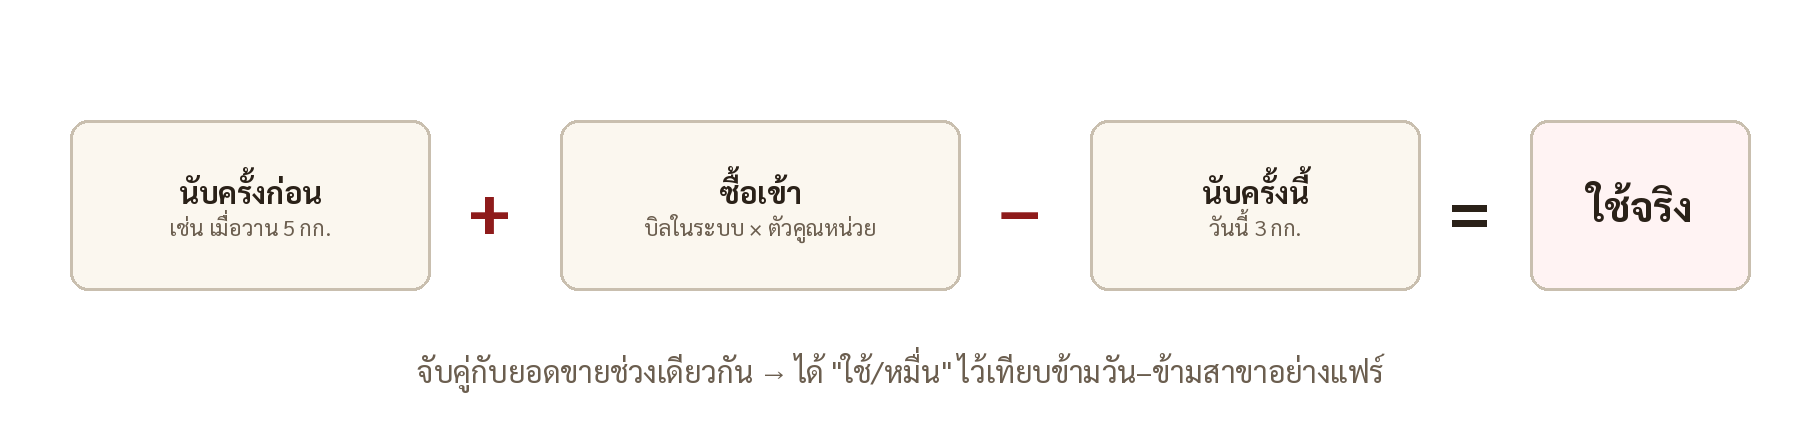 นับครั้งก่อน
เช่น เมื่อวาน 5 กก.
+
ซื้อเข้า
บิลในระบบ × ตัวคูณหน่วย
−
นับครั้งนี้
วันนี้ 3 กก.
=
ใช้จริง
จับคู่กับยอดขายช่วงเดียวกัน → ได้ "ใช้/หมื่น" ไว้เทียบข้ามวัน–ข้ามสาขาอย่างแฟร์